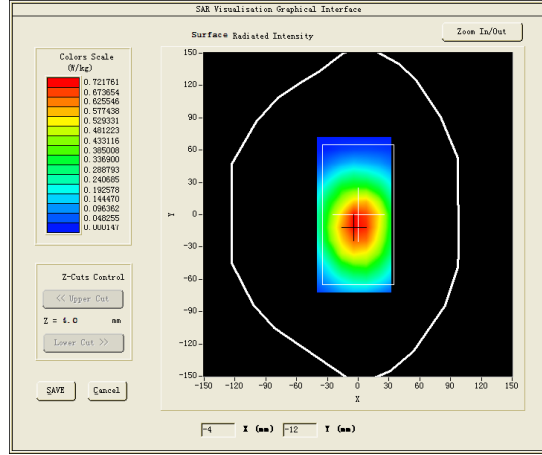 SAR Visualisation Graphical Interface
Surface Radiated Intensity
Zoom In/Out
Colors Scale
(W/kg)
0.721761
0.673654
0.625546
0.577438
0.529331
0.481223
0.433116
0.385008
0.336900
0.288793
0.240685
0.192578
0.144470
0.096362
0.048255
0.000147
150
120
90
60
30
Y
0
-30
-60
-90
-120
-150
-150 -120 -90 -60 -30 0 30 60 90 120 150
X
Z-Cuts Control
<< Upper Cut
Z = 4.0 mm
Lower Cut >>
SAVE Cancel
-4 X (mm) -12 Y (mm)